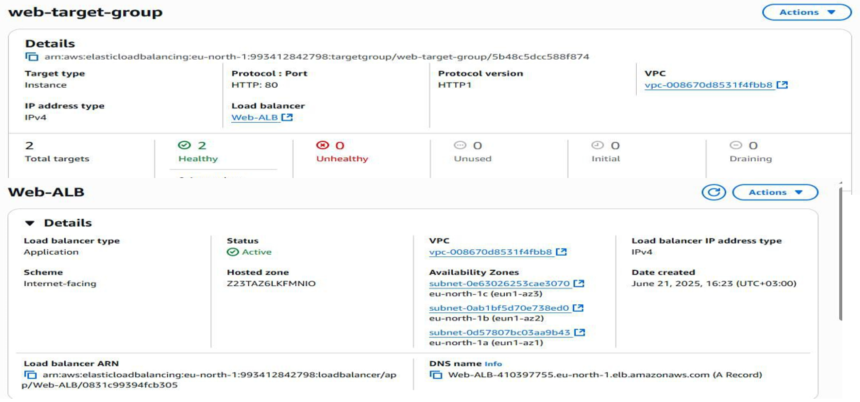 web-target-group
Actions
Details
arn:aws:elasticloadbalancing:eu-north-1:993412842798:targetgroup/web-target-group/5b48c5dcc588f874
Target type
Instance
Protocol : Port
HTTP: 80
Protocol version
HTTP1
VPC
vpc-008670d8531f4fbb8
IP address type
IPv4
Load balancer
Web-ALB
2
Total targets
2
Healthy
0
Unhealthy
0
Unused
0
Initial
0
Draining
Web-ALB
Actions
Details
Load balancer type
Application
Status
Active
VPC
vpc-008670d8531f4fbb8
Load balancer IP address type
IPv4
Scheme
Internet-facing
Hosted zone
Z23TAZ6LKFMNIO
Availability Zones
subnet-0e63026253cae3070
eu-north-1c (eun1-az3)
subnet-0ab1bf5d70e738ed0
eu-north-1b (eun1-az2)
subnet-0d57807bc03aa9b43
eu-north-1a (eun1-az1)
Date created
June 21, 2025, 16:23 (UTC+03:00)
Load balancer ARN
arn:aws:elasticloadbalancing:eu-north-1:993412842798:loadbalancer/ap
p/Web-ALB/0831c99394fcb305
DNS name Info
Web-ALB-410397755.eu-north-1.elb.amazonaws.com (A Record)